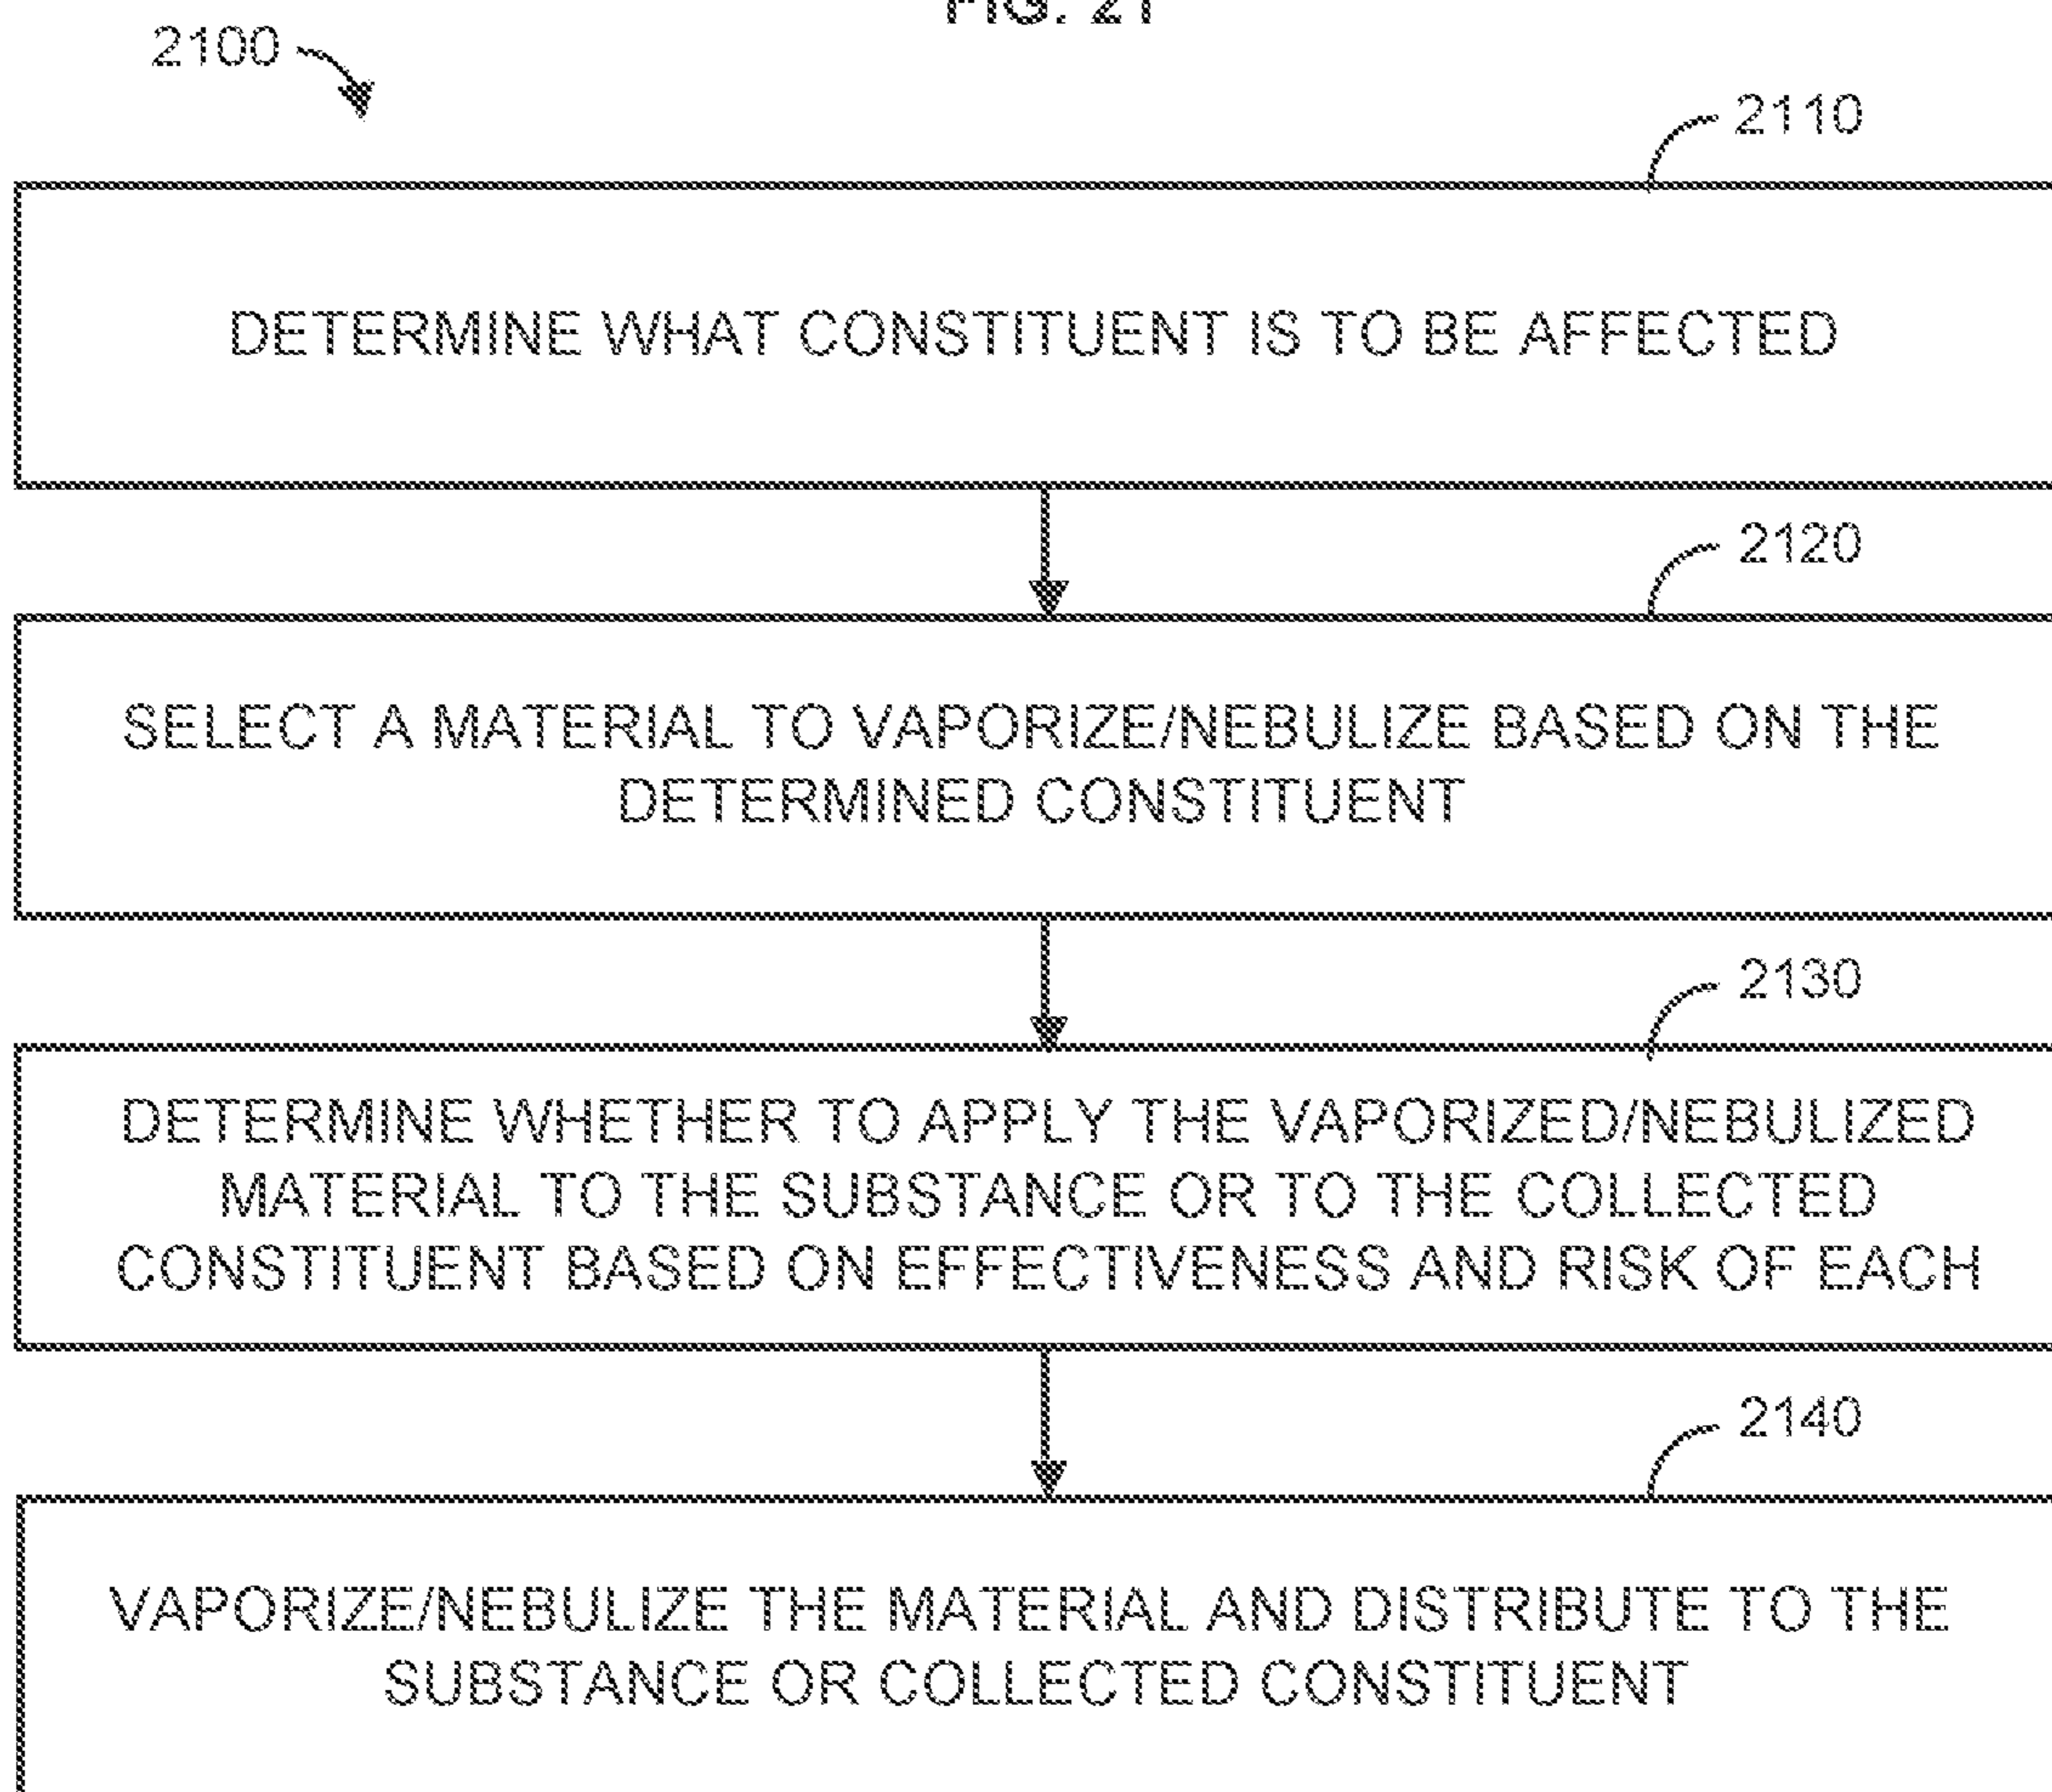 FIG. 21
2100
2110
DETERMINE WHAT CONSTITUENT IS TO BE AFFECTED
2120
SELECT A MATERIAL TO VAPORIZE/NEBULIZE BASED ON THE
DETERMINED CONSTITUENT
2130
DETERMINE WHETHER TO APPLY THE VAPORIZED/NEBULIZED
MATERIAL TO THE SUBSTANCE OR TO THE COLLECTED
CONSTITUENT BASED ON EFFECTIVENESS AND RISK OF EACH
2140
VAPORIZE/NEBULIZE THE MATERIAL AND DISTRIBUTE TO THE
SUBSTANCE OR COLLECTED CONSTITUENT